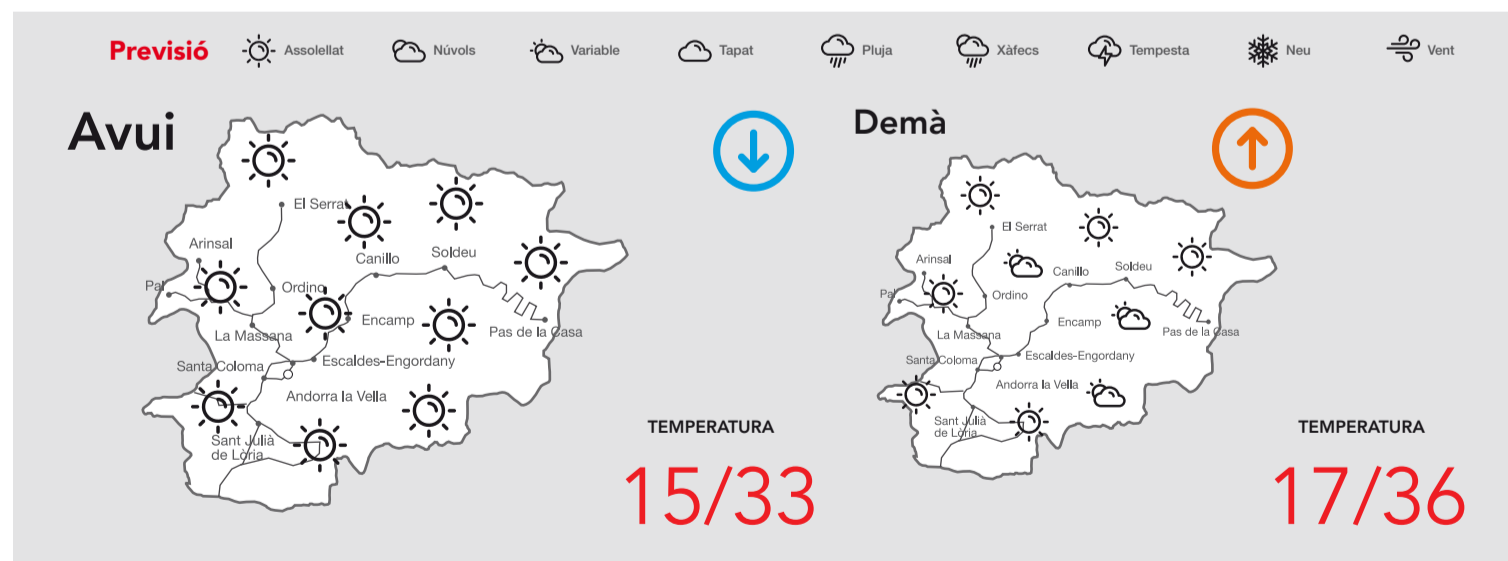 Previsió
Assolellat
Núvols
Variable
Tapat
Pluja
Xàfecs
Tempesta
Neu
Vent
Avui
El Serrat
Arinsal
Canillo
Soldeu
Pal
Ordino
Encamp
La Massana
Pas de la Casa
Santa Coloma
Escaldes-Engordany
Andorra la Vella
Sant Julià
de Lòria
TEMPERATURA
15/33
Demà
El Serrat
Arinsal
Canillo
Soldeu
Pal
Ordino
Encamp
La Massana
Pas de la Casa
Santa Coloma
Escaldes-Engordany
Andorra la Vella
Sant Julià
de Lòria
TEMPERATURA
17/36